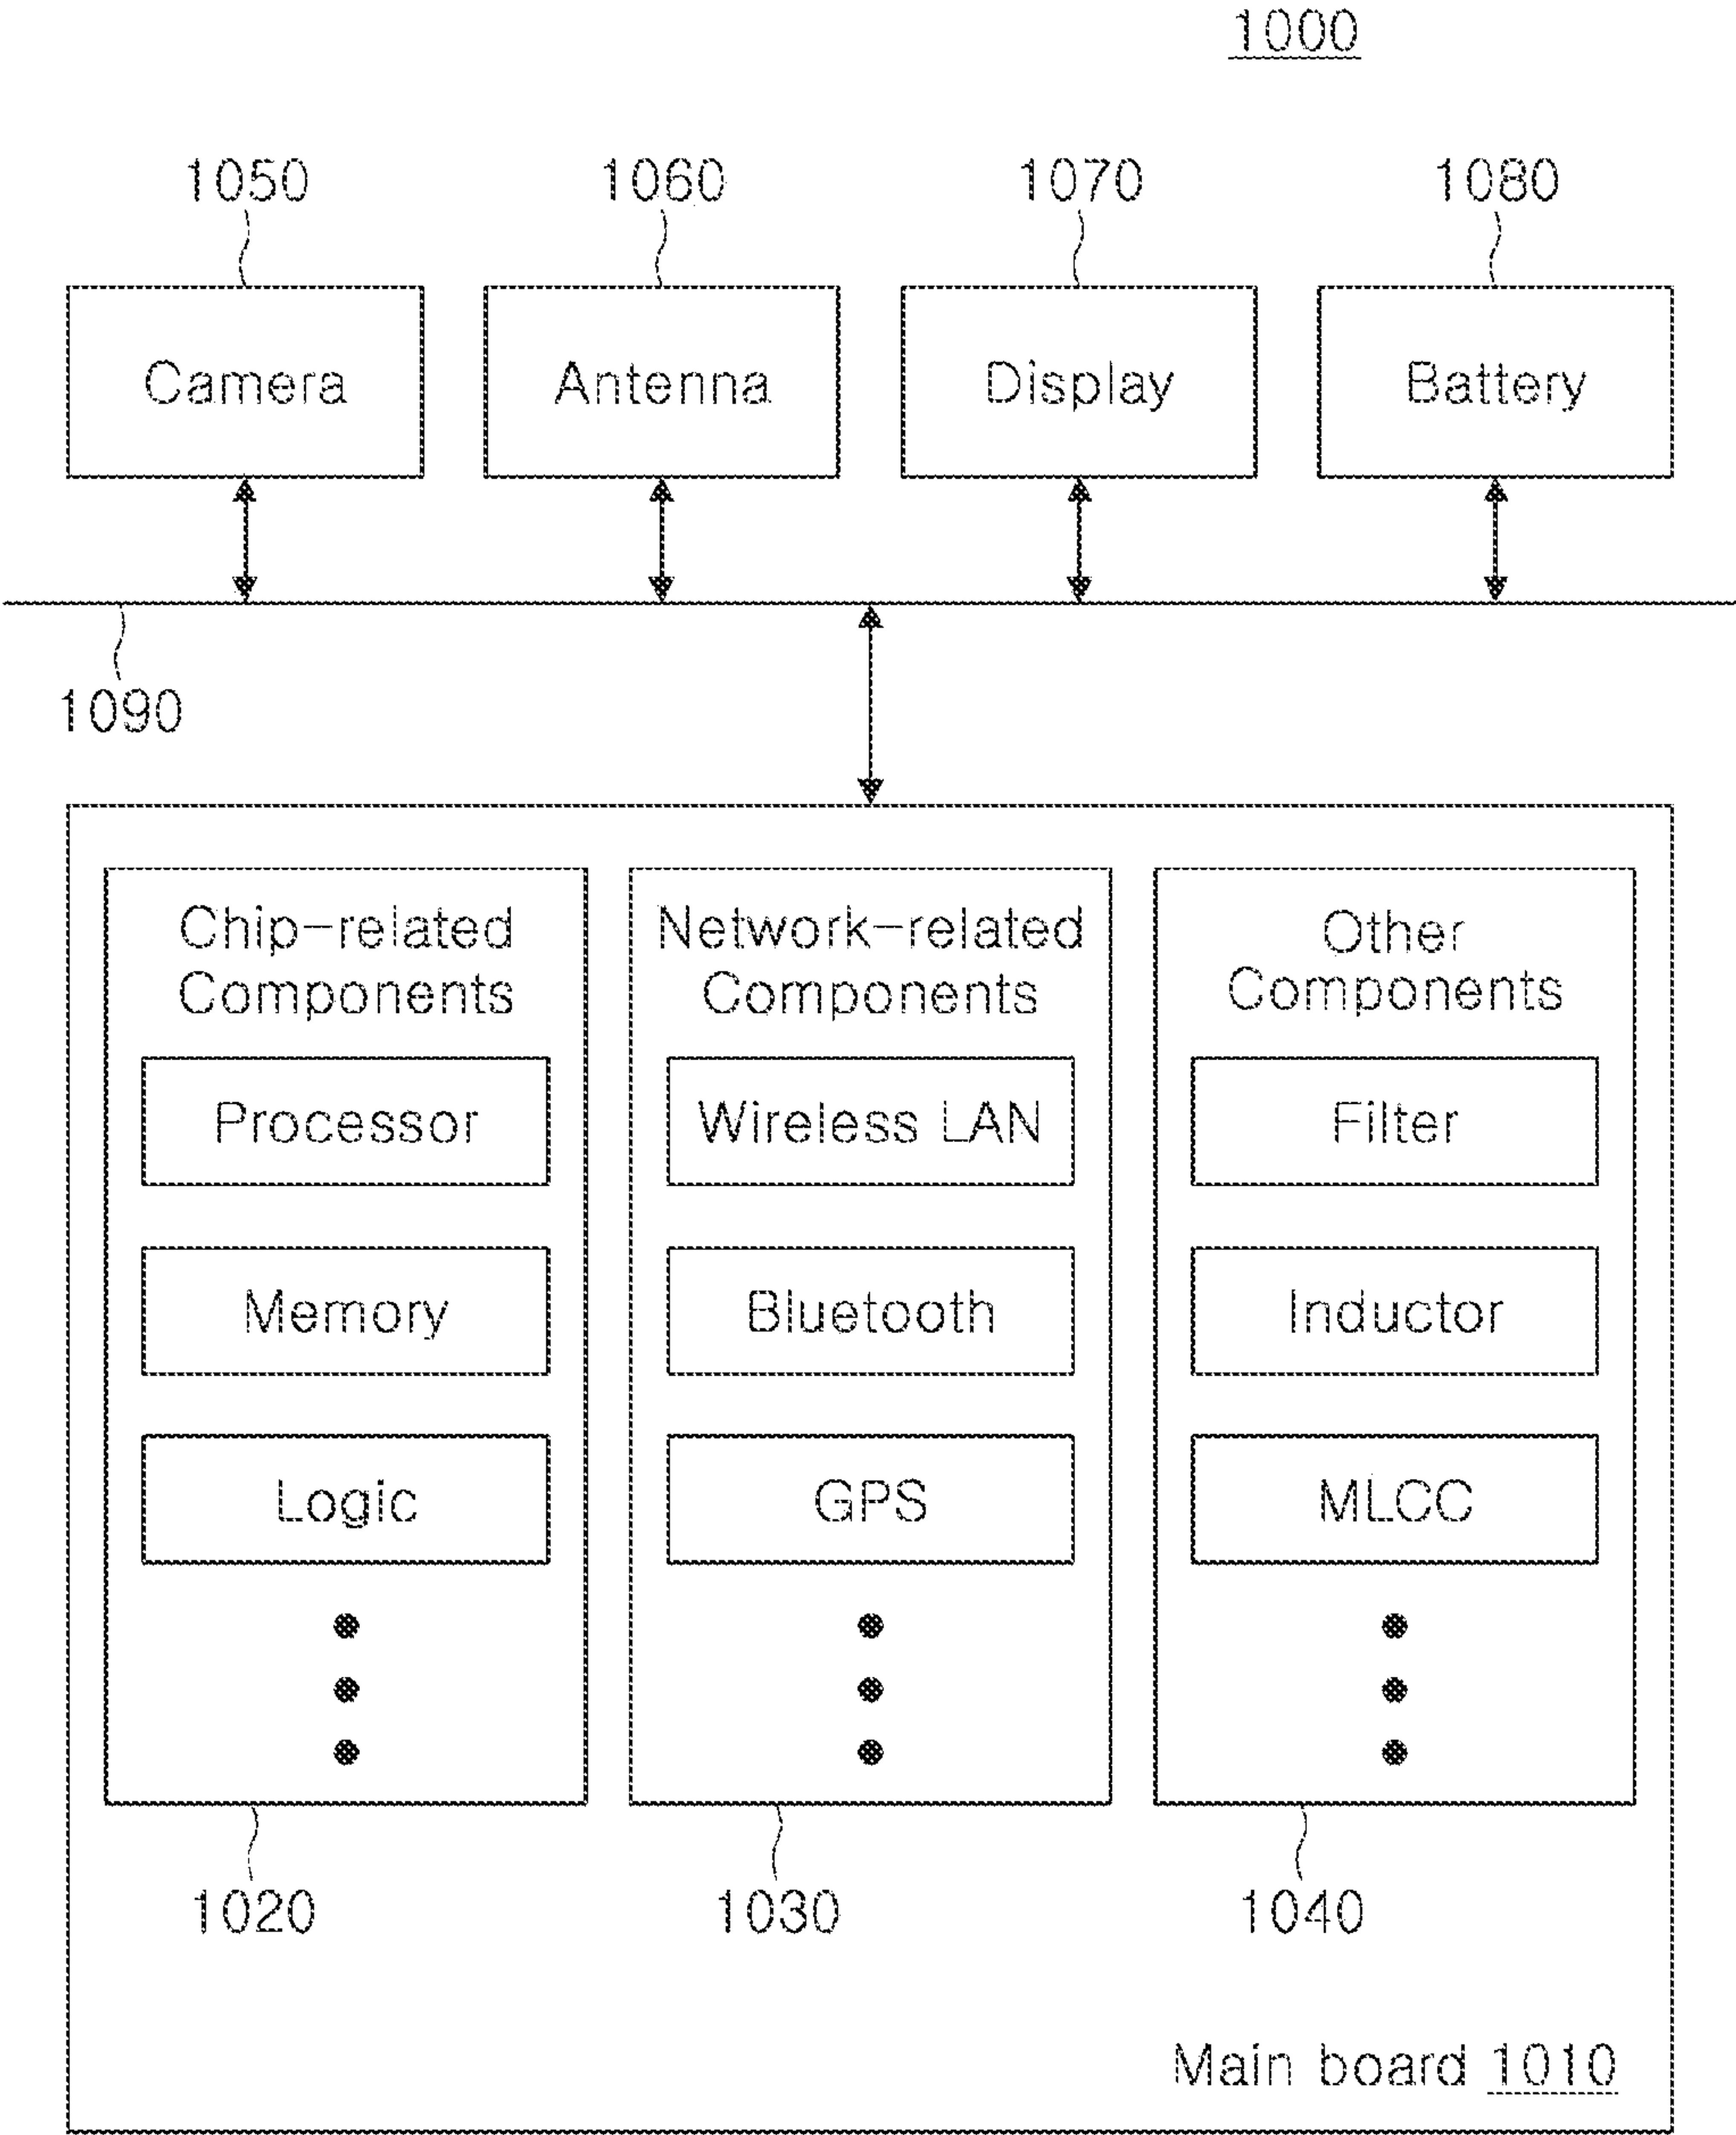 1000
1050
1060
1070
1080
Camera
Antenna
Display
Battery
1090
Chip-related
Components
Processor
Memory
Logic
1020
Network-related
Components
Wireless LAN
Bluetooth
GPS
1030
Other
Components
Filter
Inductor
MLCC
1040
Main board 1010